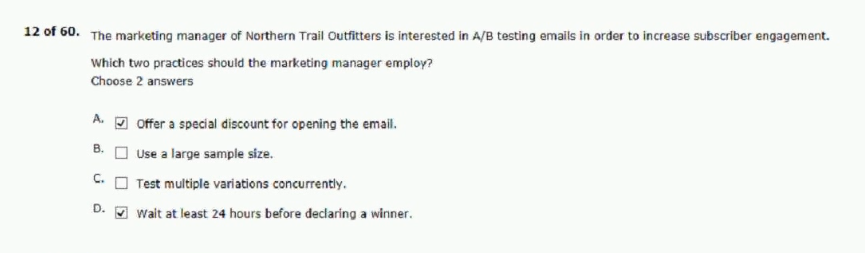 12 of 60. The marketing manager of Northern Trail Outfitters is interested in A/B testing emails in order to increase subscriber engagement.
Which two practices should the marketing manager employ?
Choose 2 answers
A. Offer a special discount for opening the email.
B. Use a large sample size.
C. Test multiple variations concurrently.
D. Wait at least 24 hours before declaring a winner.